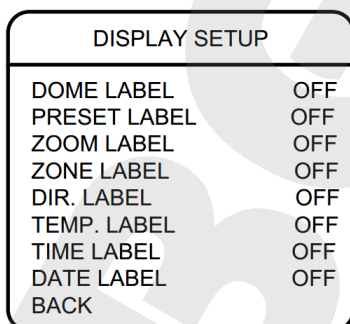 DISPLAY SETUP
DOME LABEL OFF
PRESET LABEL OFF
ZOOM LABEL OFF
ZONE LABEL OFF
DIR. LABEL OFF
TEMP. LABEL OFF
TIME LABEL OFF
DATE LABEL OFF
BACK